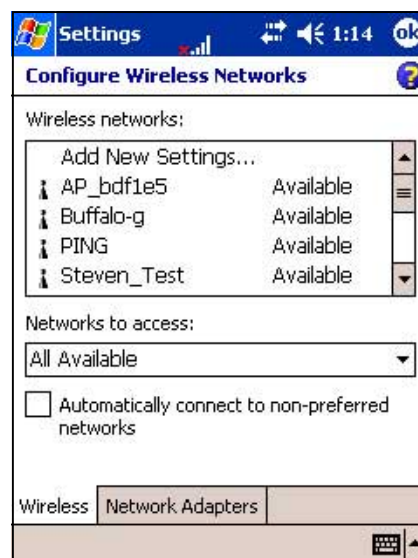 Settings 1:14 ok
Configure Wireless Networks ?
Wireless networks:
Add New Settings...
AP_bdf1e5 Available
Buffalo-g Available
PING Available
Steven_Test Available
Networks to access:
All Available
Automatically connect to non-preferred
networks
Wireless Network Adapters